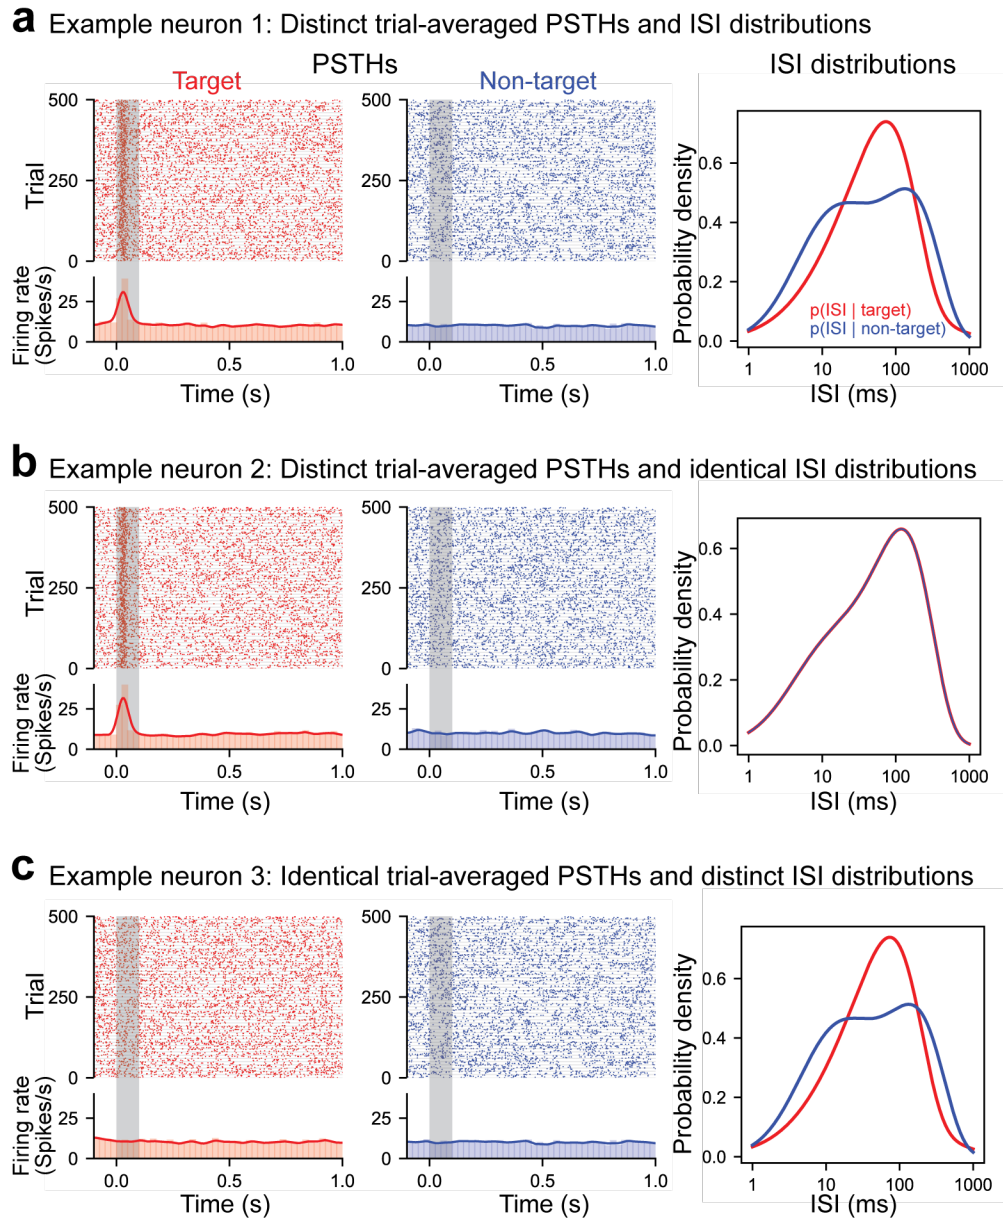 a Example neuron 1: Distinct trial-averaged PSTHs and ISI distributions
PSTHs
ISI distributions
Target
Non-target
500
250
0
Trial
500
250
0
25
0
Firing rate
(Spikes/s)
25
0
0.0 0.5 1.0
Time (s)
0.0 0.5 1.0
Time (s)
Probability density
0.6
0.4
0.2
0.0
p(ISI | target)
p(ISI | non-target)
1 10 100 1000
ISI (ms)
b Example neuron 2: Distinct trial-averaged PSTHs and identical ISI distributions
500
250
0
Trial
500
250
0
25
0
Firing rate
(Spikes/s)
25
0
0.0 0.5 1.0
Time (s)
0.0 0.5 1.0
Time (s)
Probability density
0.6
0.4
0.2
0.0
1 10 100 1000
ISI (ms)
c Example neuron 3: Identical trial-averaged PSTHs and distinct ISI distributions
500
250
0
Trial
500
250
0
25
0
Firing rate
(Spikes/s)
25
0
0.0 0.5 1.0
Time (s)
0.0 0.5 1.0
Time (s)
Probability density
0.6
0.4
0.2
0.0
1 10 100 1000
ISI (ms)